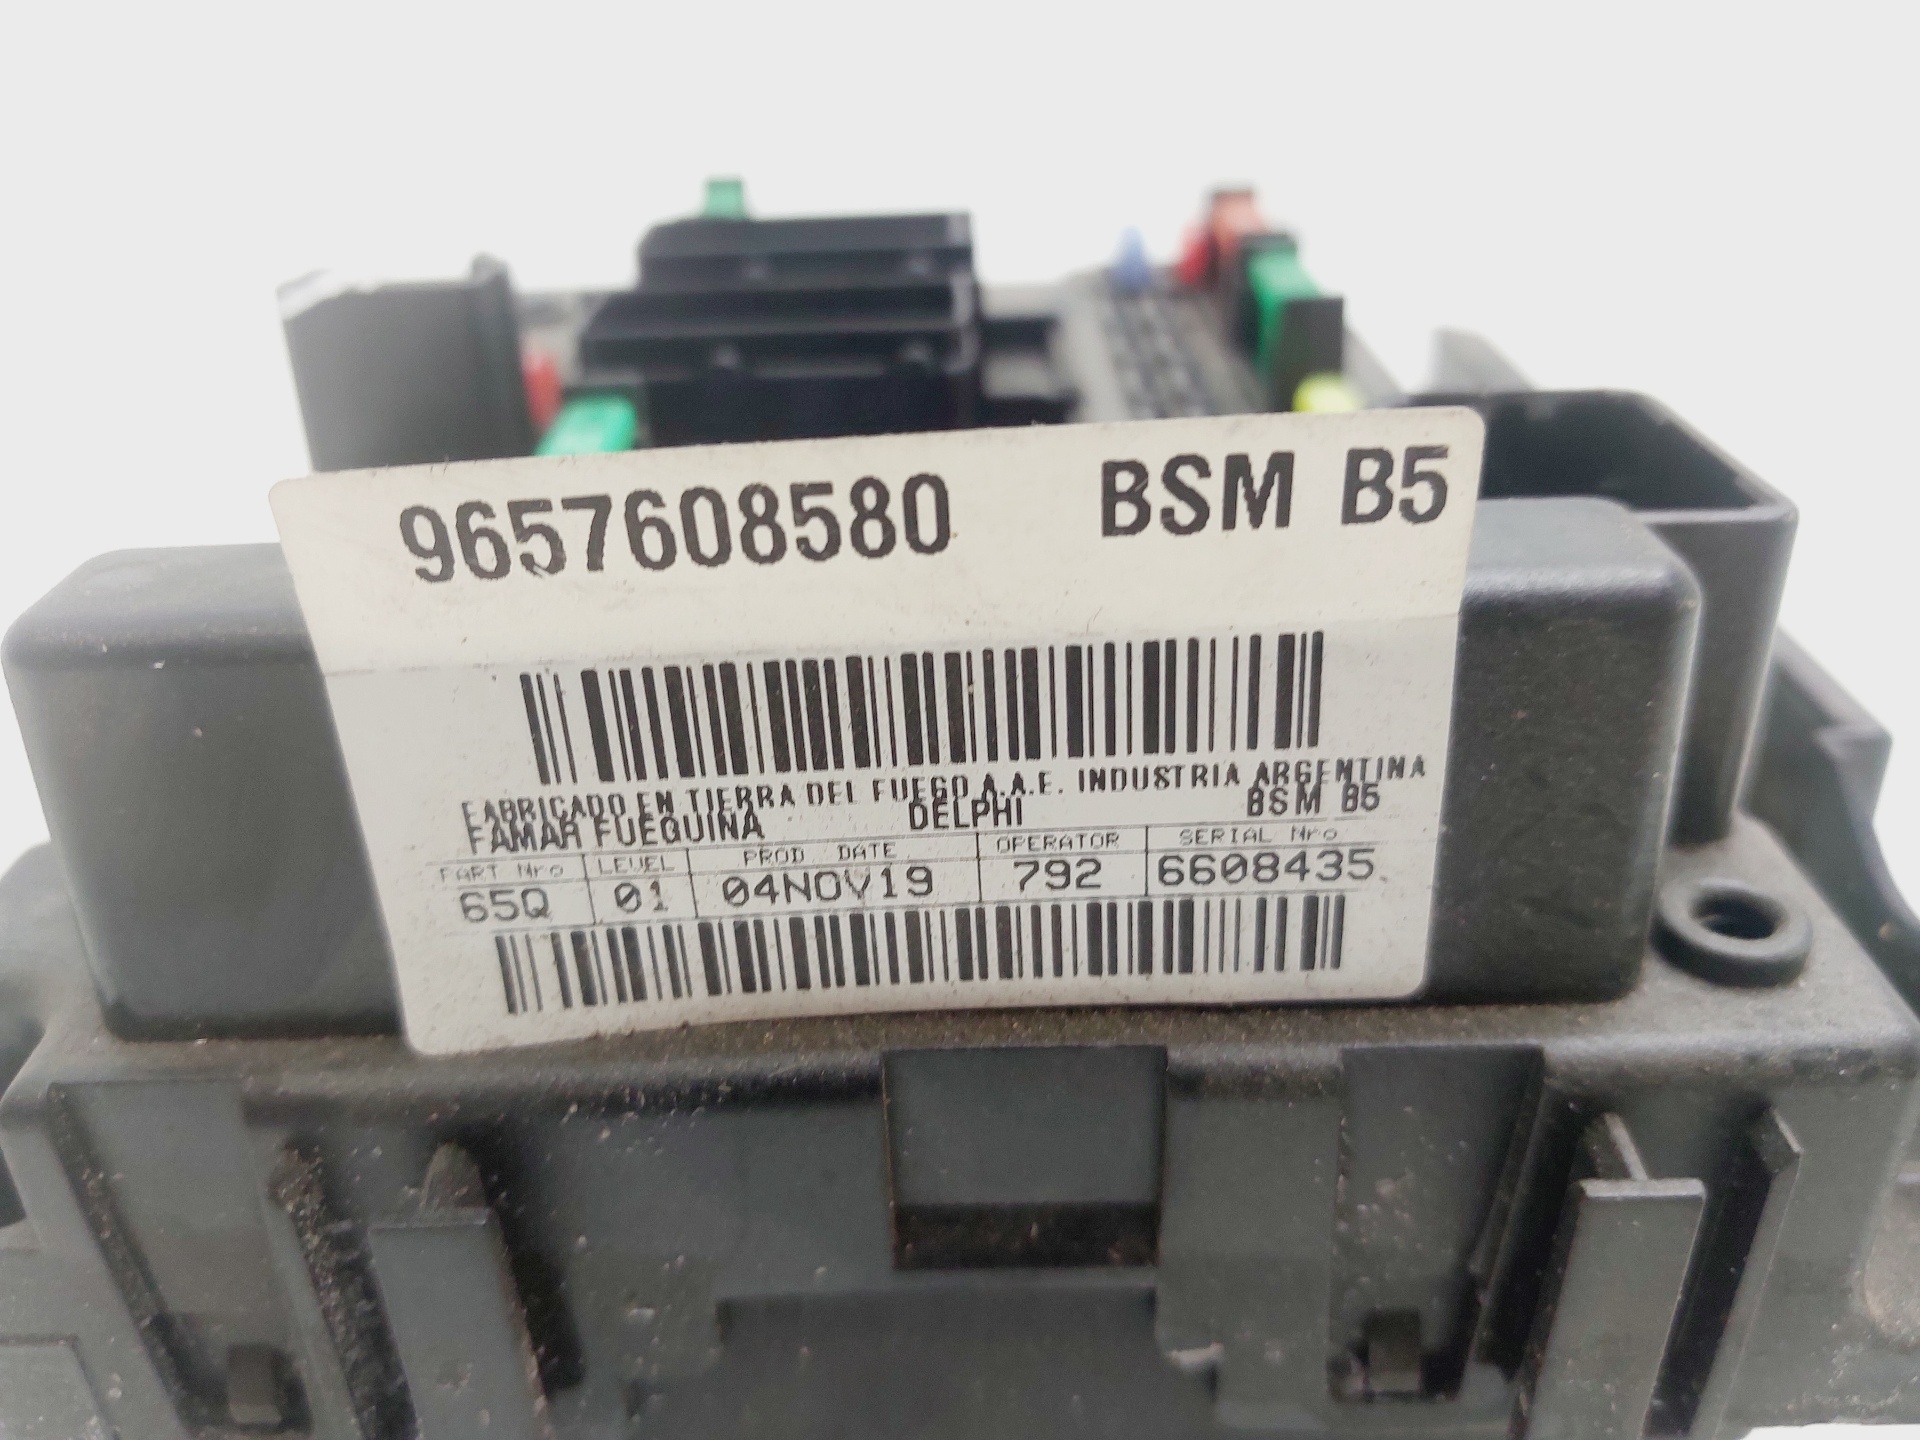 9657608580 BSM B5
FABRICADO EN TIERRA DEL FUEGO A.A.E. INDUSTRIA ARGENTINA
FAMAR FUEGUINA DELPHI BSM B5
PART Nro LEVEL PROD. DATE OPERATOR SERIAL Nro
65Q 01 04NOV19 792 6608435